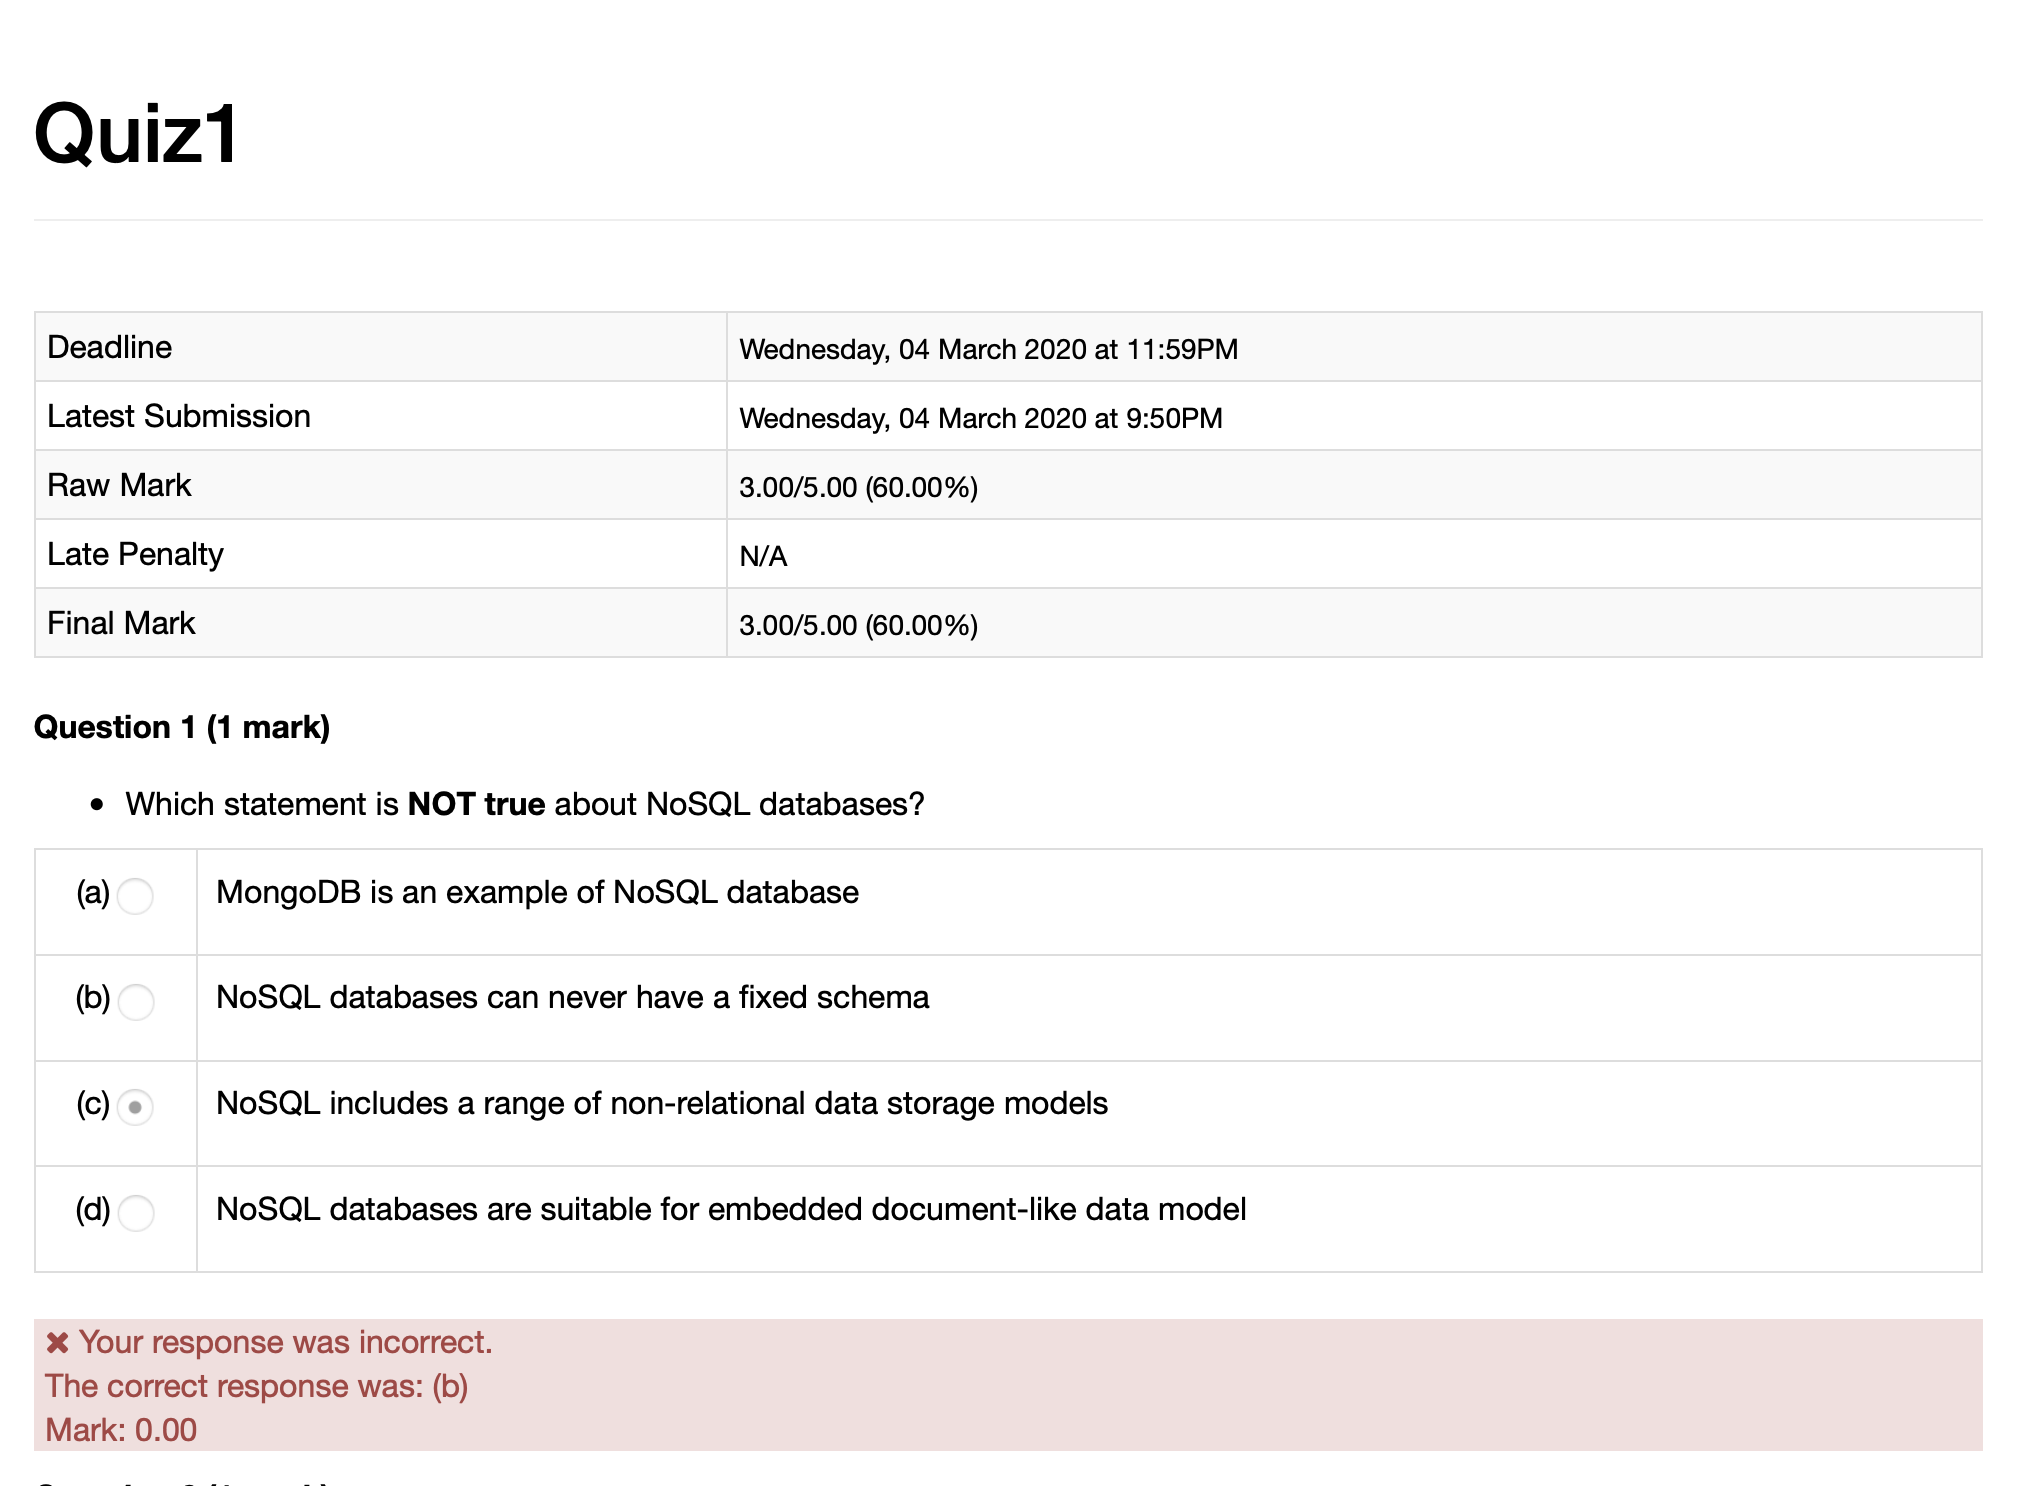 Quiz1
Deadline
Wednesday, 04 March 2020 at 11:59PM
Latest Submission
Wednesday, 04 March 2020 at 9:50PM
Raw Mark
3.00/5.00 (60.00%)
Late Penalty
N/A
Final Mark
3.00/5.00 (60.00%)
Question 1 (1 mark)
• Which statement is NOT true about NoSQL databases?
(a) MongoDB is an example of NoSQL database
(b) NoSQL databases can never have a fixed schema
(c) NoSQL includes a range of non-relational data storage models
(d) NoSQL databases are suitable for embedded document-like data model
✖ Your response was incorrect.
The correct response was: (b)
Mark: 0.00